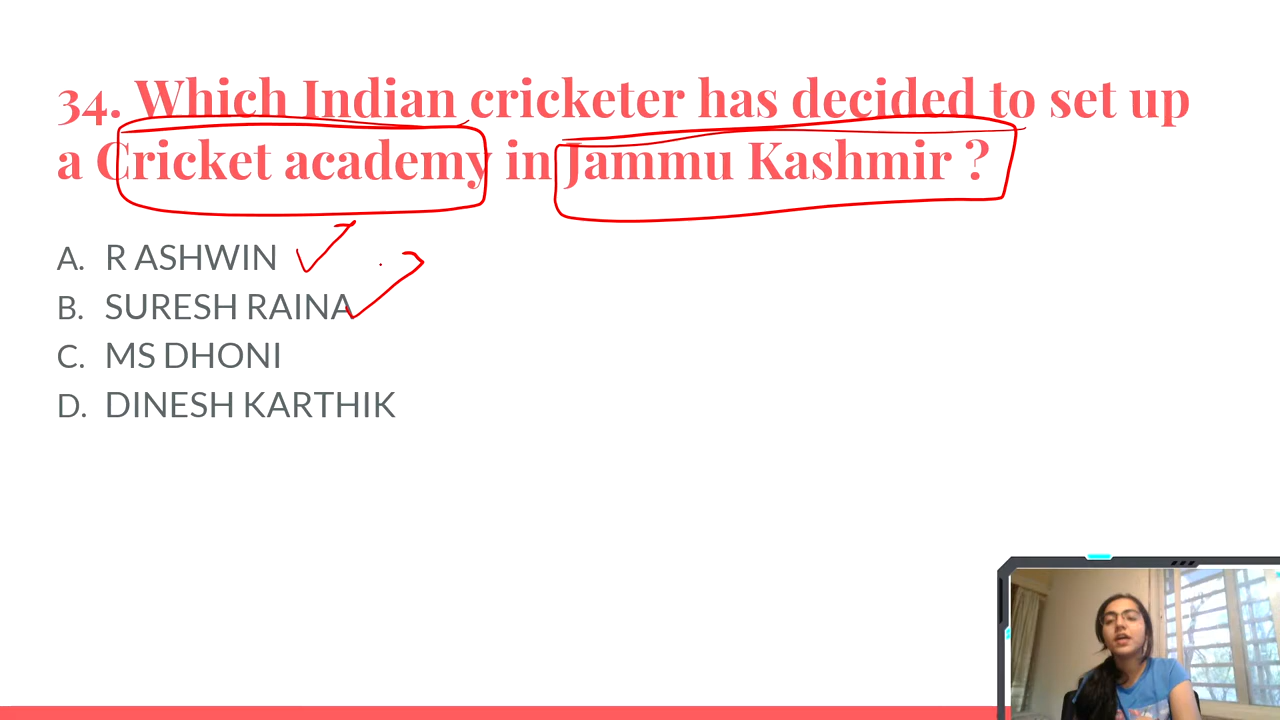 34. Which Indian cricketer has decided to set up
a Cricket academy in Jammu Kashmir ?
A. R ASHWIN
B. SURESH RAINA
C. MS DHONI
D. DINESH KARTHIK